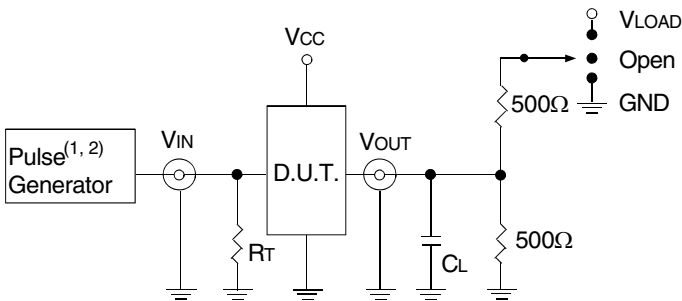 VLOAD
VCC
Open
500Ω
GND
Pulse(1, 2)
Generator
VIN
VOUT
D.U.T.
RT
CL
500Ω